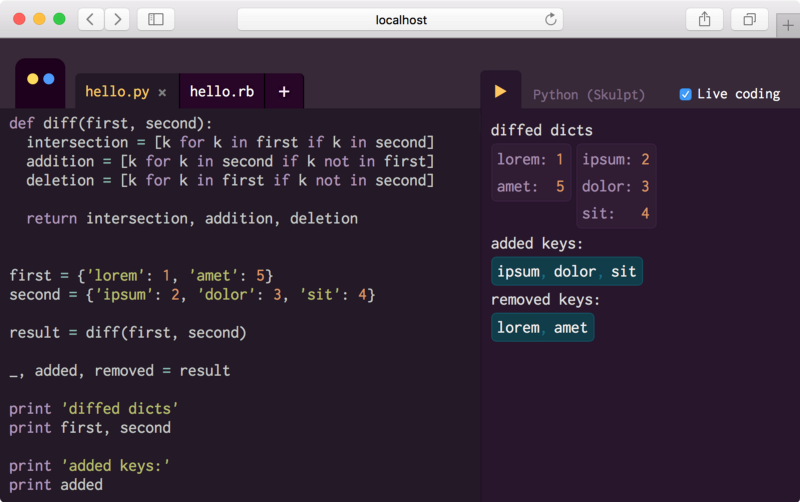 localhost
hello.py × hello.rb +
Python (Skulpt) Live coding
def diff(first, second):
  intersection = [k for k in first if k in second]
  addition = [k for k in second if k not in first]
  deletion = [k for k in first if k not in second]
  return intersection, addition, deletion
first = {'lorem': 1, 'amet': 5}
second = {'ipsum': 2, 'dolor': 3, 'sit': 4}
result = diff(first, second)
_, added, removed = result
print 'diffed dicts'
print first, second
print 'added keys:'
print added
diffed dicts
lorem: 1 ipsum: 2
amet: 5 dolor: 3
sit: 4
added keys:
ipsum, dolor, sit
removed keys:
lorem, amet